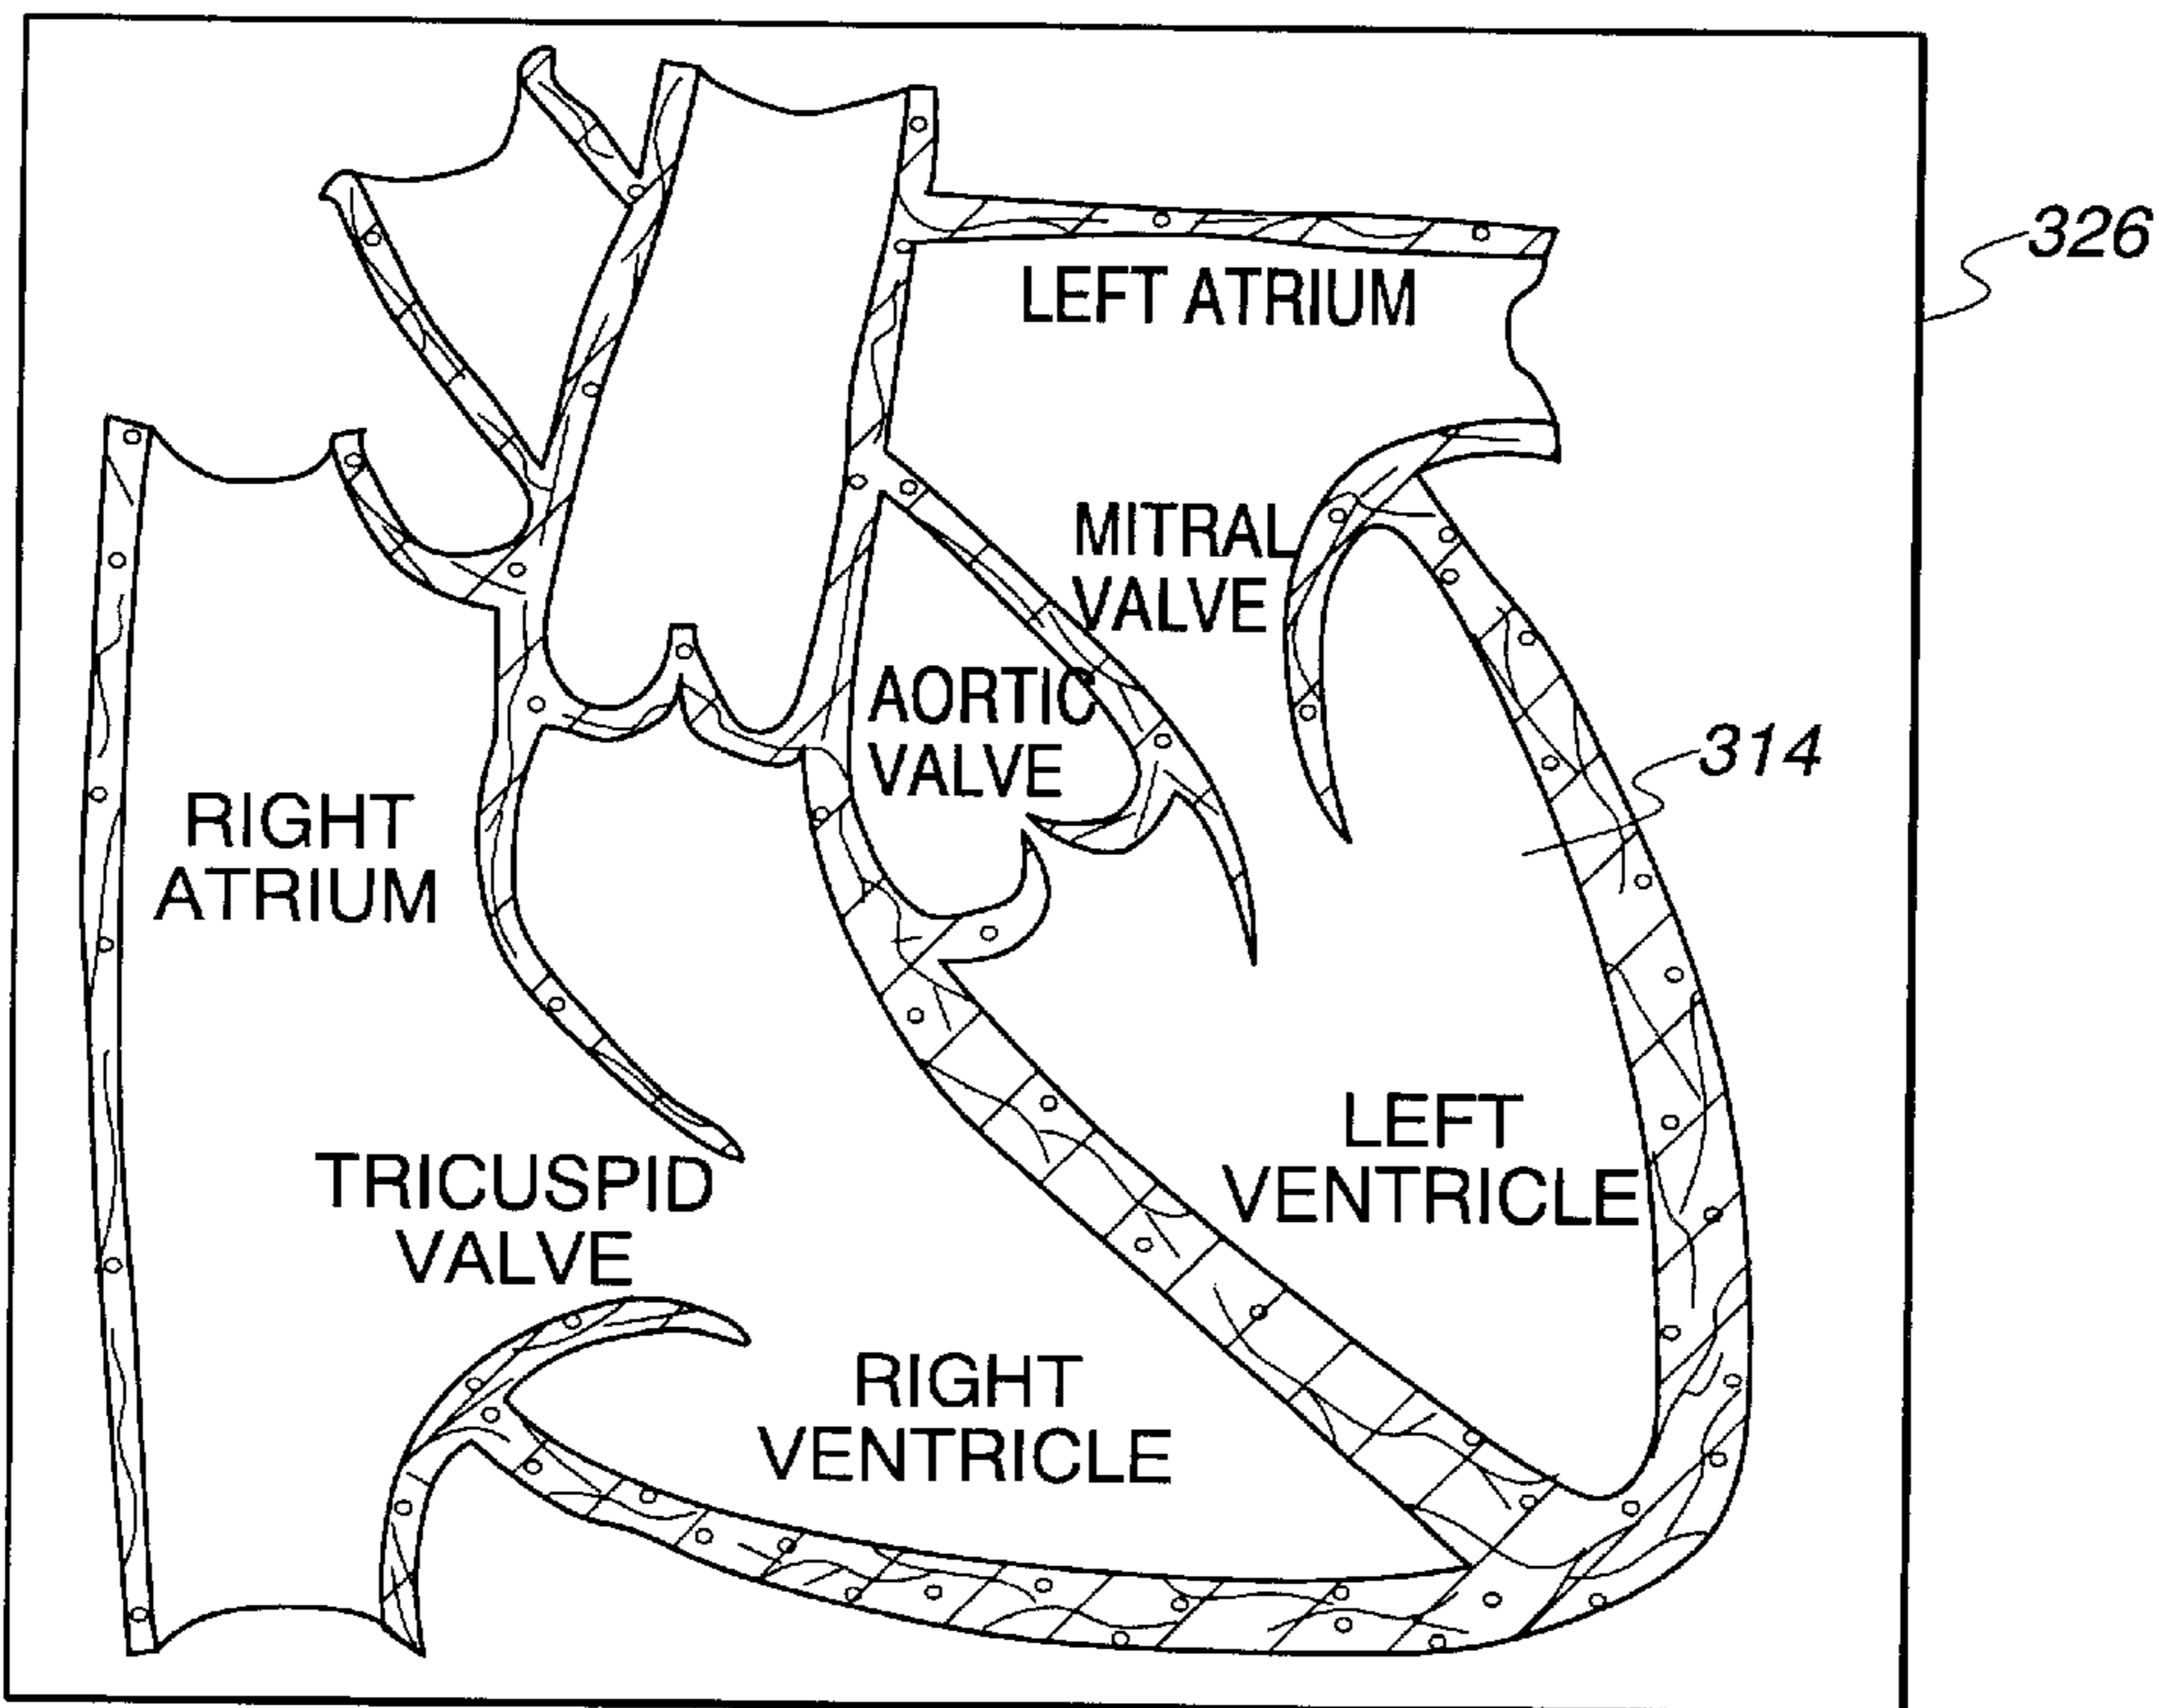 326
LEFT ATRIUM
MITRAL
VALVE
AORTIC
VALVE
314
RIGHT
ATRIUM
LEFT
VENTRICLE
TRICUSPID
VALVE
RIGHT
VENTRICLE